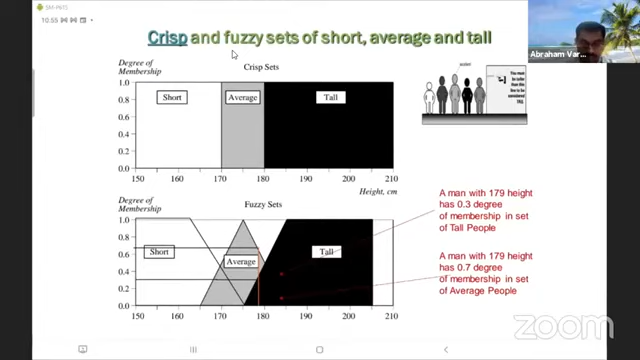 SM-P615
10:55
Crisp and fuzzy sets of short, average and tall
Abraham Var...
Degree of
Membership
Crisp Sets
1.0
0.8
0.6
0.4
0.2
0.0
Short
Average
Tall
150 160 170 180 190 200 210
Height, cm
Degree of
Membership
Fuzzy Sets
1.0
0.8
0.6
0.4
0.2
0.0
Short
Average
Tall
150 160 170 180 190 200 210
A man with 179 height
has 0.3 degree
of membership in set
of Tall People
A man with 179 height
has 0.7 degree
of membership in set
of Average People
zoom